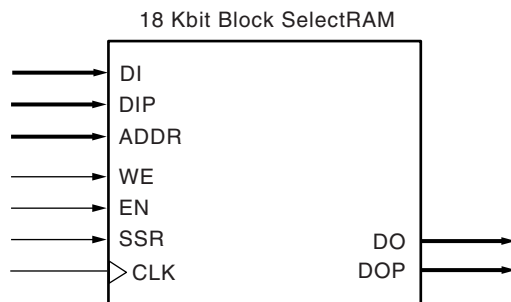 18 Kbit Block SelectRAM
DI
DIP
ADDR
WE
EN
SSR
CLK
DO
DOP